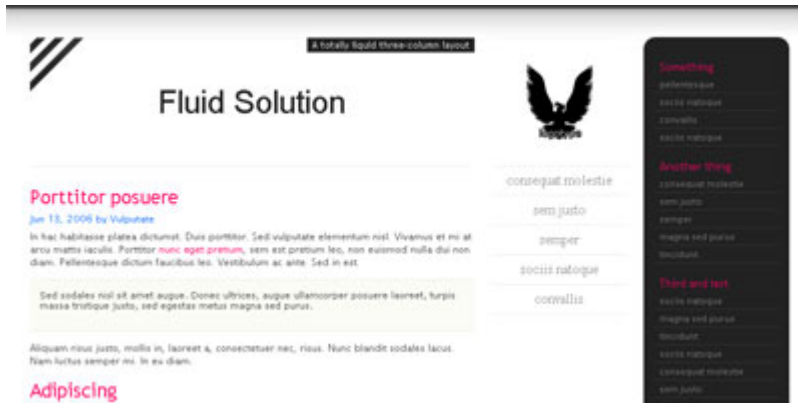 A totally liquid three-column layout
Fluid Solution
Porttitor posuere
Jun 13, 2006 by Vulputate
In hac habitasse platea dictumst. Duis porttitor. Sed vulputate elementum nisl. Vivamus et mi at
arcu mattis iaculis. Porttitor nunc eget pretium, sem est pretium leo, non euismod nulla dui non
diam. Pellentesque dictum faucibus leo. Vestibulum ac ante. Sed in est.
Sed sodales nisl sit amet augue. Donec ultrices, augue ullamcorper posuere laoreet, turpis
massa tristique justo, sed egestas metus magna sed purus.
Aliquam risus justo, mollis in, laoreet a, consectetuer nec, risus. Nunc blandit sodales lacus.
Nam luctus semper mi. In eu diam.
Adipiscing
consequat molestie
sem justo
semper
sociis natoque
convallis
Something
pellentesque
sociis natoque
convallis
sociis natoque
Another thing
consequat molestie
sem justo
semper
magna sed purus
tincidunt
Third and last
sociis natoque
magna sed purus
tincidunt
sociis natoque
consequat molestie
sem justo